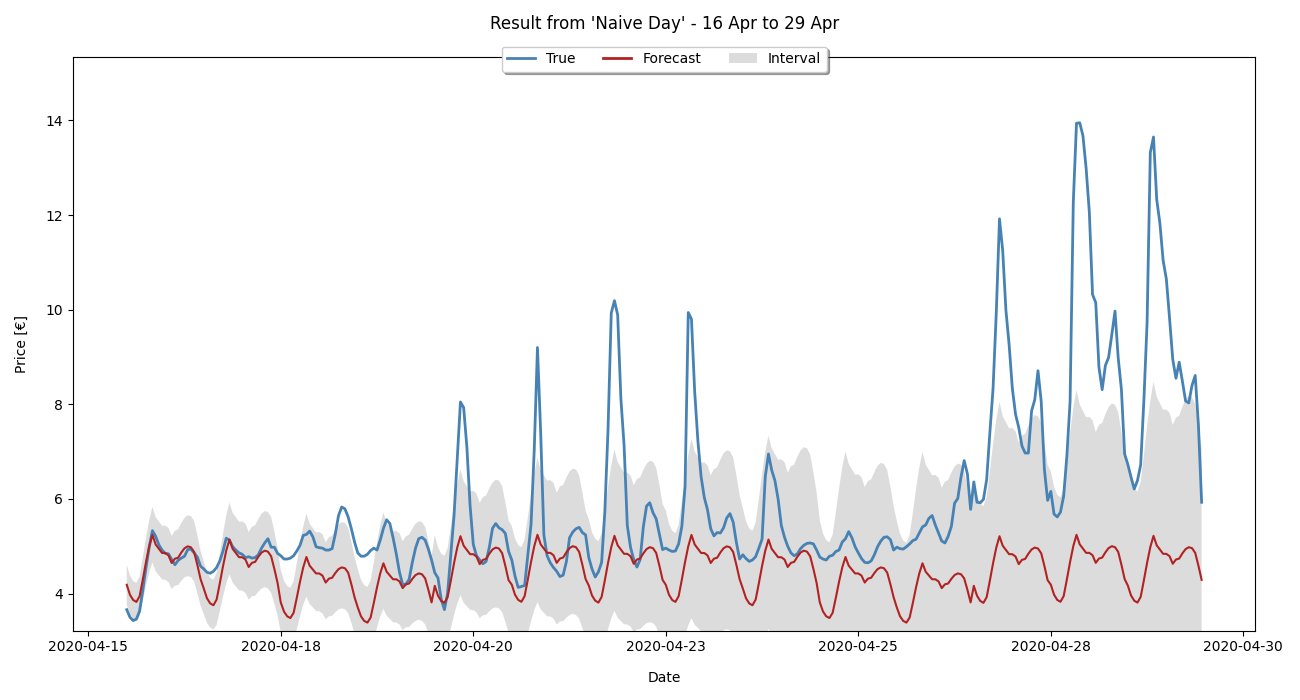 Result from 'Naive Day' - 16 Apr to 29 Apr
True Forecast Interval
14
12
10
8
6
4
Price [€]
2020-04-15 2020-04-18 2020-04-20 2020-04-23 2020-04-25 2020-04-28 2020-04-30
Date